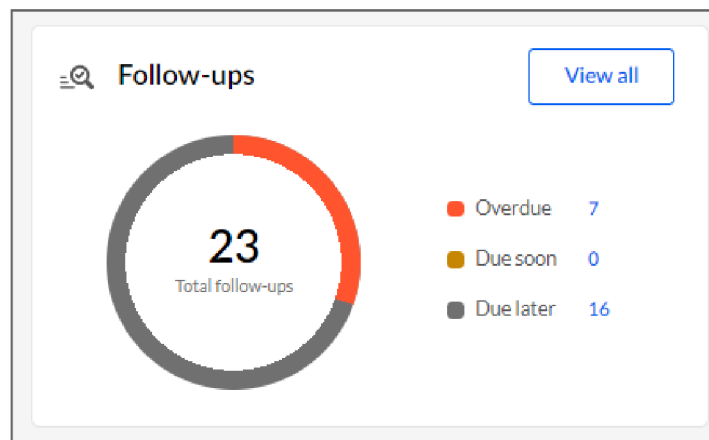 Follow-ups
View all
23
Total follow-ups
Overdue 7
Due soon 0
Due later 16